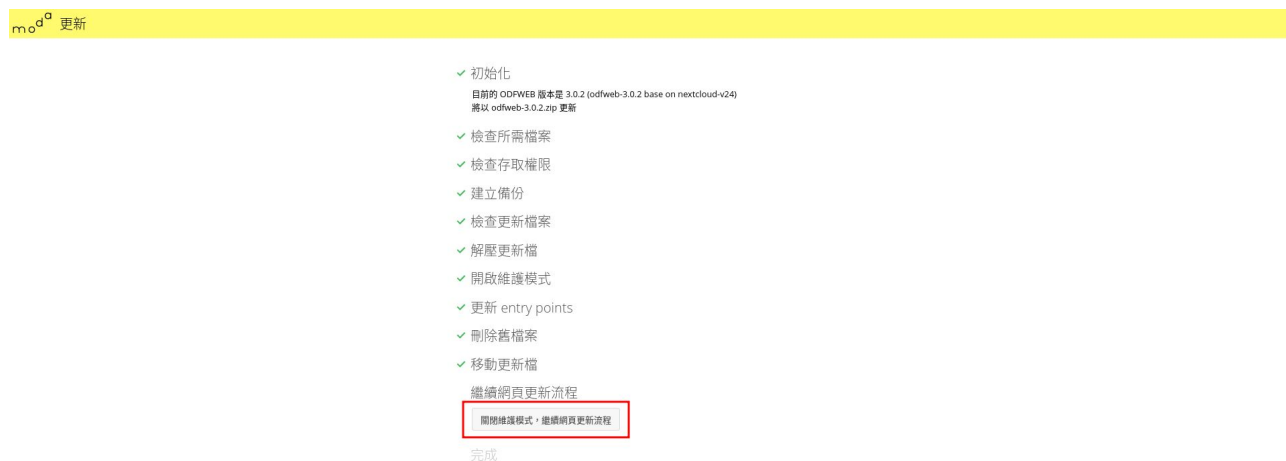 moda 更新
初始化
目前的 ODFWEB 版本是 3.0.2 (odfweb-3.0.2 base on nextcloud-v24)
將以 odfweb-3.0.2.zip 更新
檢查所需檔案
檢查存取權限
建立備份
檢查更新檔案
解壓更新檔
開啟維護模式
更新 entry points
刪除舊檔案
移動更新檔
繼續網頁更新流程
關閉維護模式，繼續網頁更新流程
完成